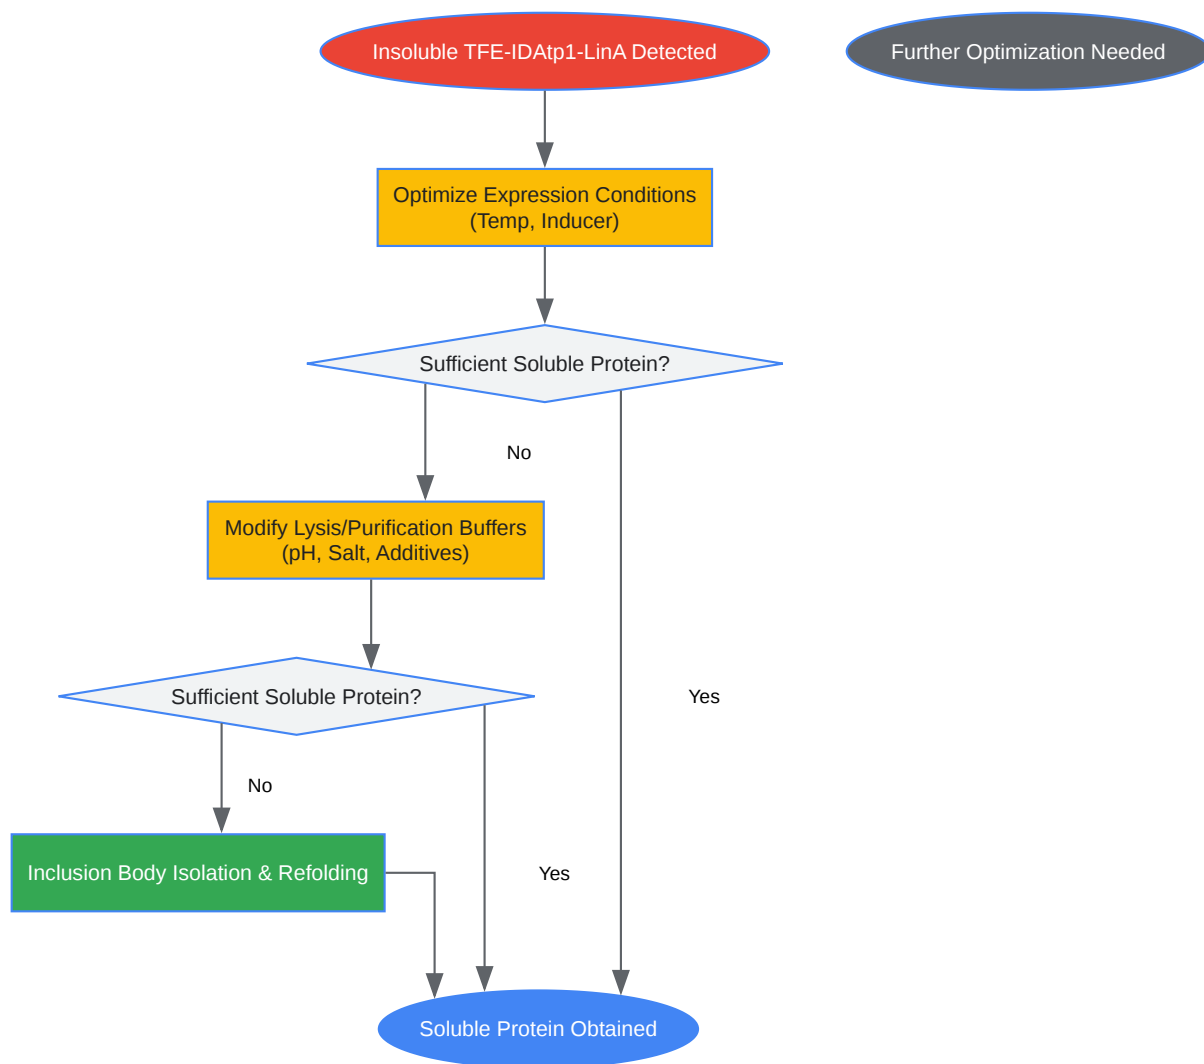 Insoluble TFE-IDAtp1-LinA Detected
Further Optimization Needed
Optimize Expression Conditions
(Temp, Inducer)
Sufficient Soluble Protein?
No
Modify Lysis/Purification Buffers
(pH, Salt, Additives)
Sufficient Soluble Protein?
Yes
No
Inclusion Body Isolation & Refolding
Yes
Soluble Protein Obtained